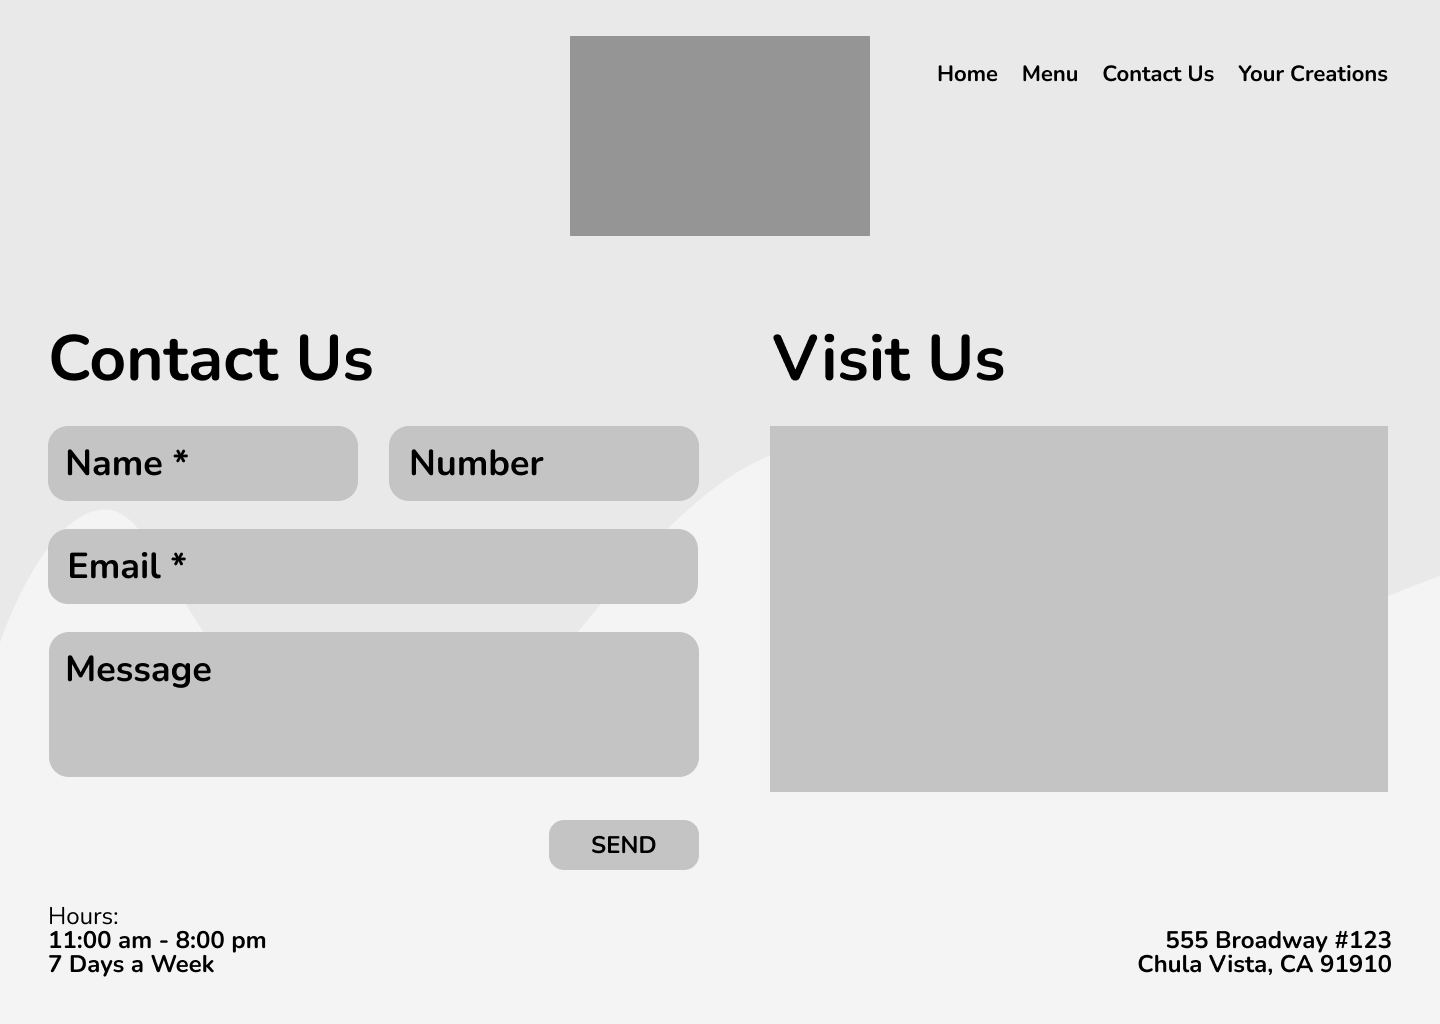 Home Menu Contact Us Your Creations
Contact Us
Name *
Number
Email *
Message
SEND
Visit Us
Hours:
11:00 am - 8:00 pm
7 Days a Week
555 Broadway #123
Chula Vista, CA 91910